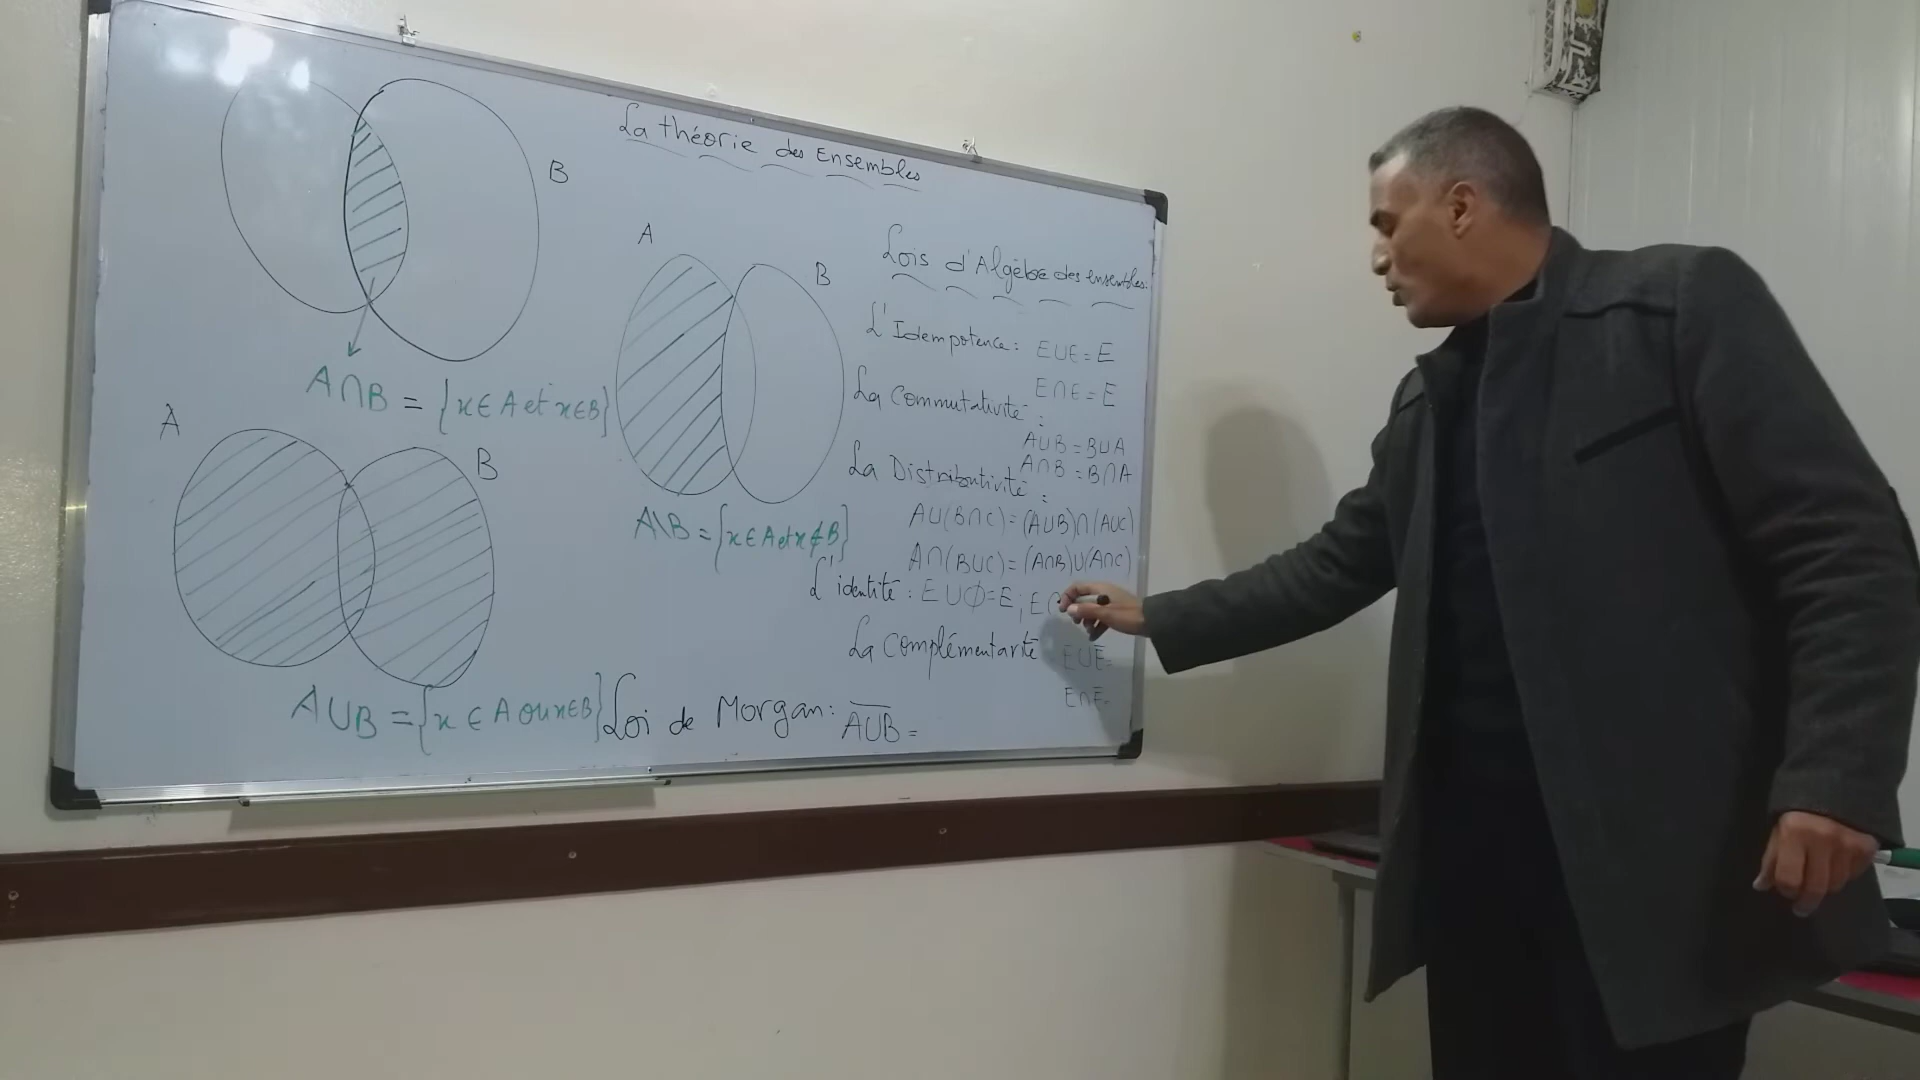 La théorie des Ensembles
B
A∩B = {x∈A et x∈B}
A
B
A∪B = {x∈A ou x∈B}
A
B
A\B = {x∈A et x∉B}
Lois d'Algèbre des ensembles:
L'Idempotence: E∪E = E
E∩E = E
La Commutativité:
A∪B = B∪A
A∩B = B∩A
La Distributivité:
A∪(B∩C) = (A∪B)∩(A∪C)
A∩(B∪C) = (A∩B)∪(A∩C)
L'identité: E∪∅ = E; E
La Complémentarité E∪E̅ =
E∩E̅ =
Loi de Morgan: A̅∪̅B̅ =